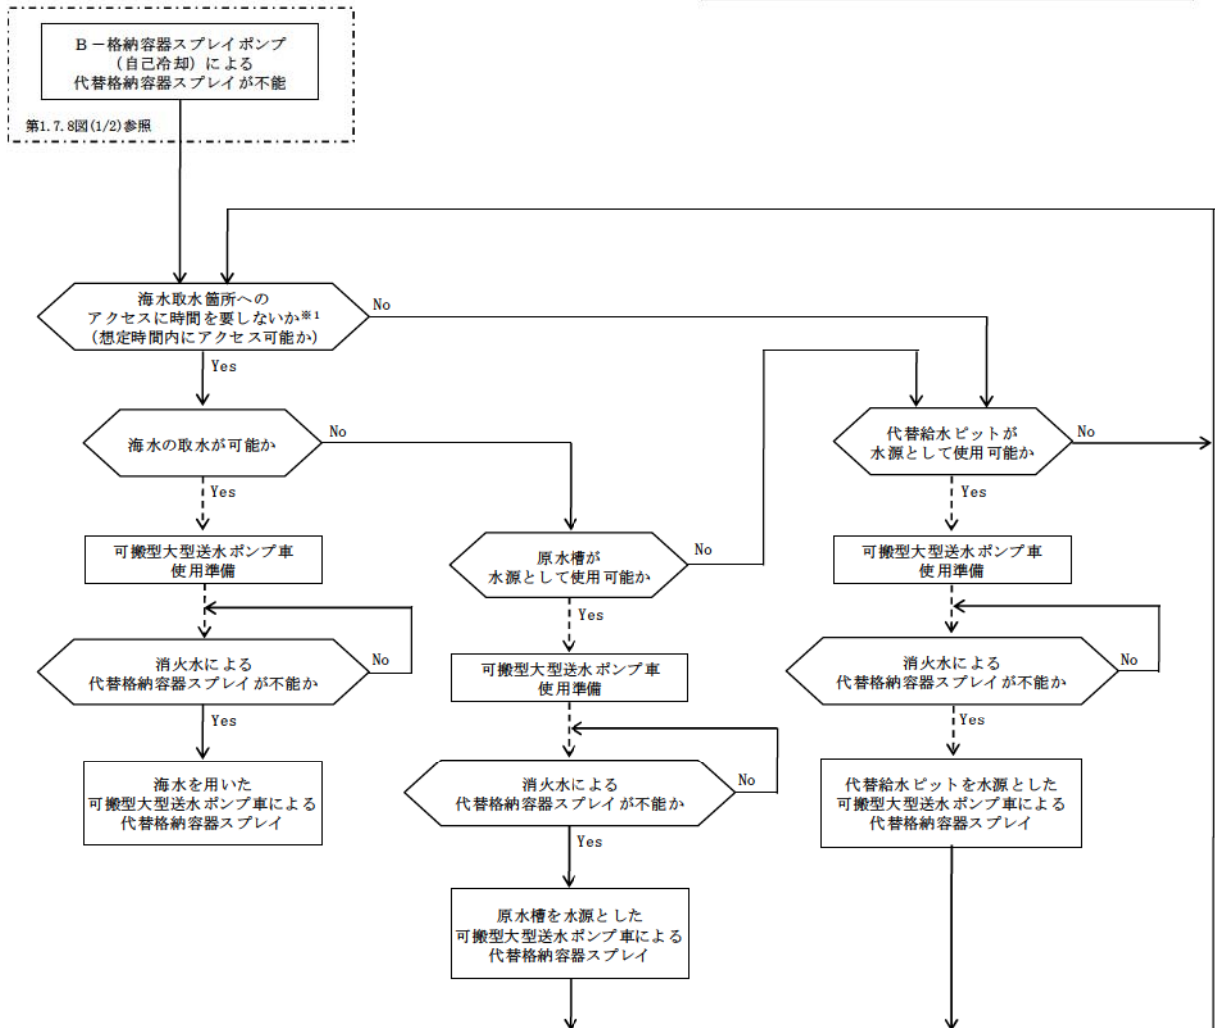 B－格納容器スプレイポンプ
（自己冷却）による
代替格納容器スプレイが不能
第1.7.8図(1/2)参照
海水取水箇所への
アクセスに時間を要しないか※1
（想定時間内にアクセス可能か）
No
Yes
海水の取水が可能か
No
Yes
可搬型大型送水ポンプ車
使用準備
消火水による
代替格納容器スプレイが不能か
No
Yes
海水を用いた
可搬型大型送水ポンプ車による
代替格納容器スプレイ
原水槽が
水源として使用可能か
No
Yes
可搬型大型送水ポンプ車
使用準備
消火水による
代替格納容器スプレイが不能か
No
Yes
原水槽を水源とした
可搬型大型送水ポンプ車による
代替格納容器スプレイ
代替給水ピットが
水源として使用可能か
No
Yes
可搬型大型送水ポンプ車
使用準備
消火水による
代替格納容器スプレイが不能か
No
Yes
代替給水ピットを水源とした
可搬型大型送水ポンプ車による
代替格納容器スプレイ